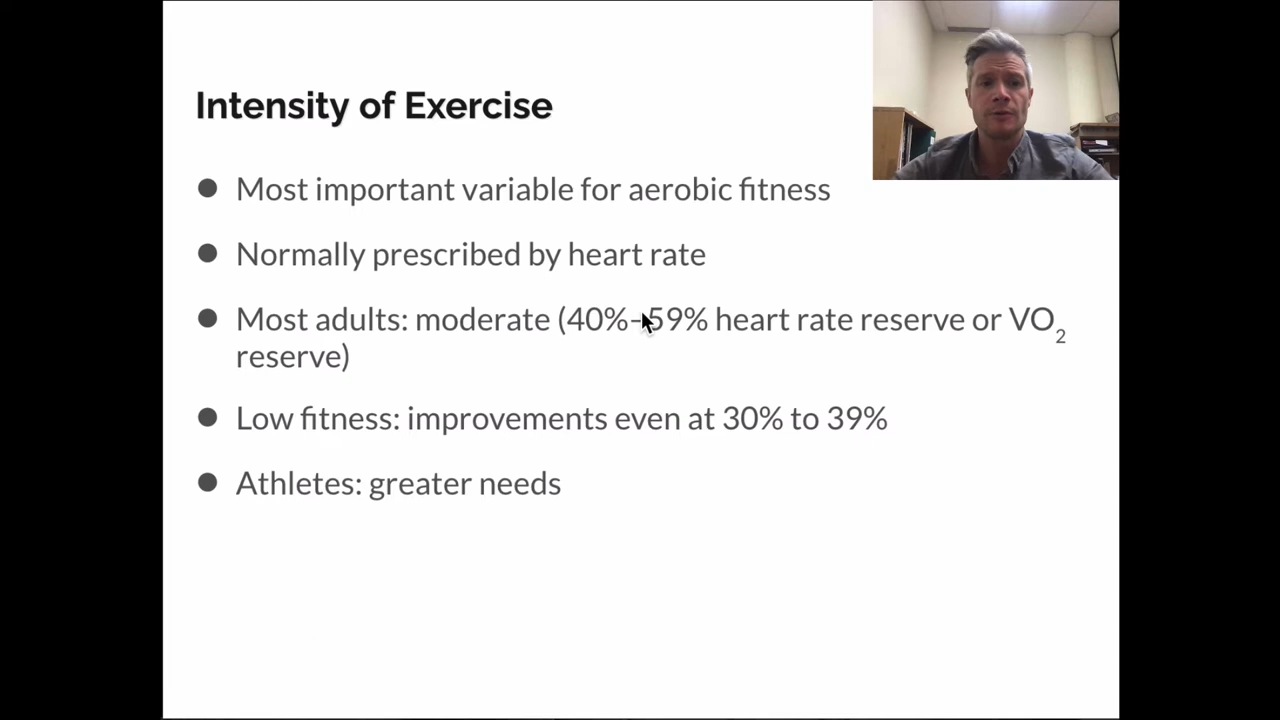 Intensity of Exercise
● Most important variable for aerobic fitness
● Normally prescribed by heart rate
● Most adults: moderate (40%–59% heart rate reserve or VO₂
reserve)
● Low fitness: improvements even at 30% to 39%
● Athletes: greater needs